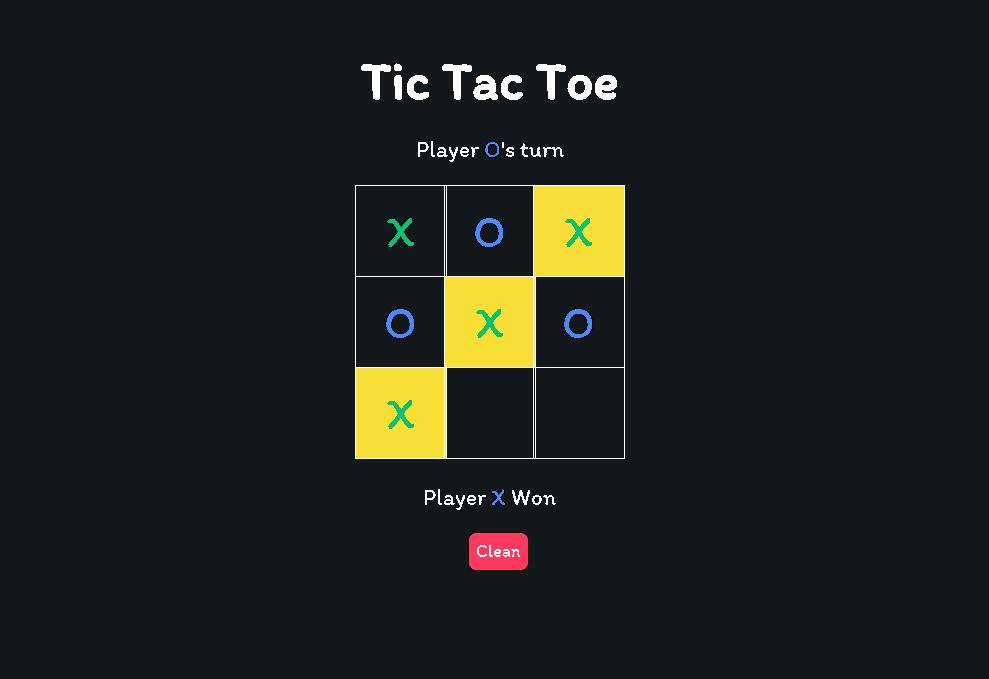 Tic Tac Toe
Player O's turn
X O X
O X O
X
Player X Won
Clean